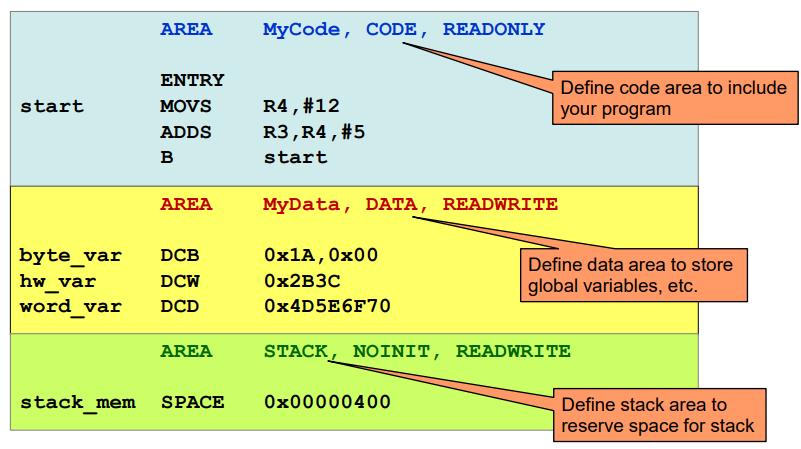 AREA MyCode, CODE, READONLY
ENTRY
start MOVS R4,#12
ADDS R3,R4,#5
B start
Define code area to include
your program
AREA MyData, DATA, READWRITE
byte_var DCB 0x1A,0x00
hw_var DCW 0x2B3C
word_var DCD 0x4D5E6F70
Define data area to store
global variables, etc.
AREA STACK, NOINIT, READWRITE
stack_mem SPACE 0x00000400
Define stack area to
reserve space for stack